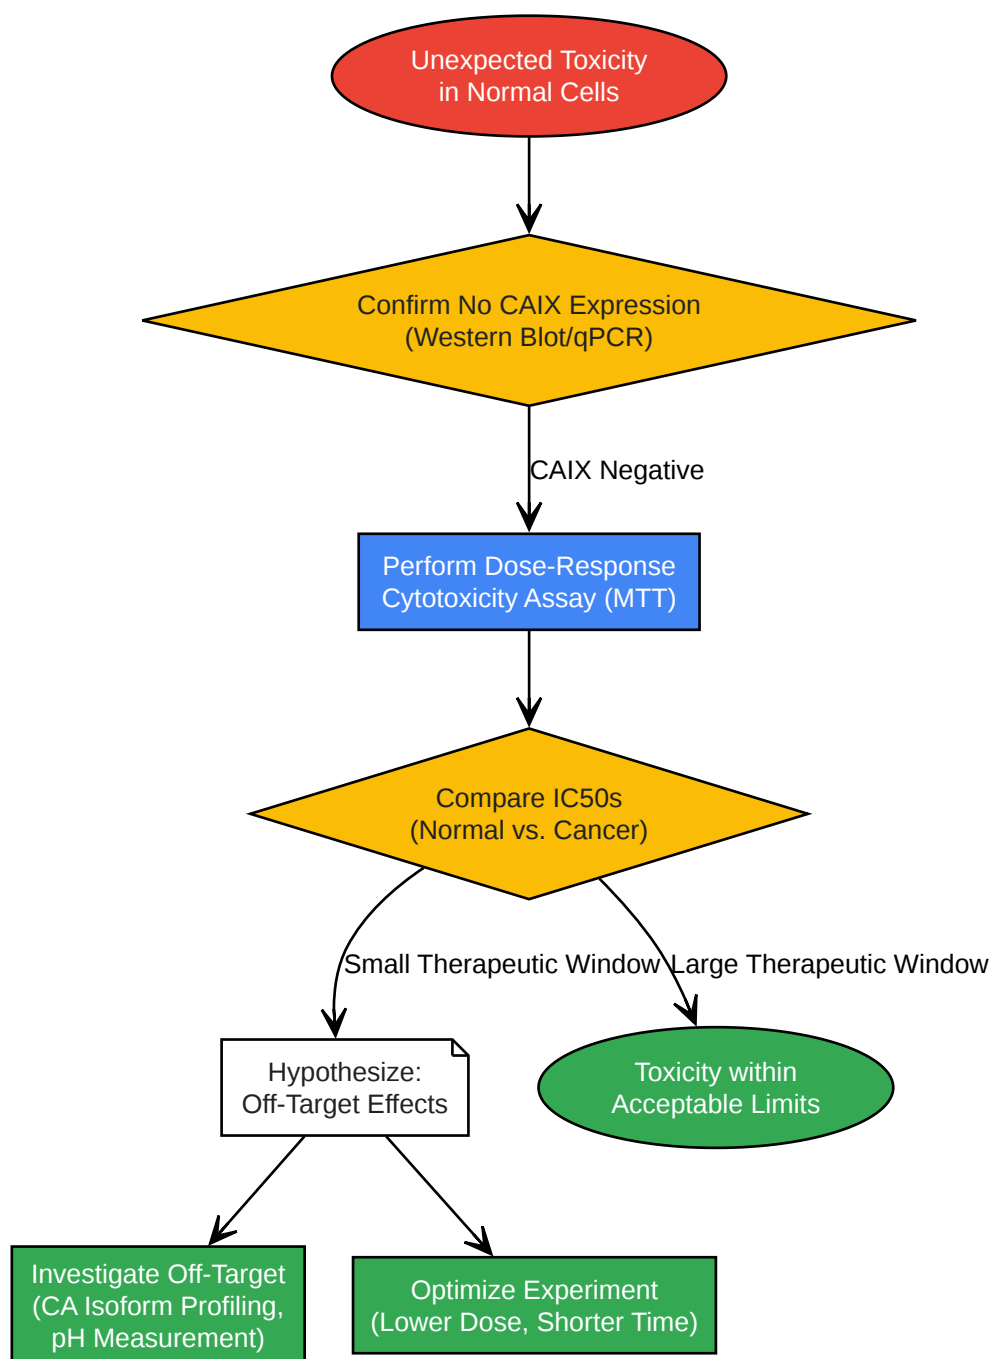 Unexpected Toxicity
in Normal Cells
Confirm No CAIX Expression
(Western Blot/qPCR)
CAIX Negative
Perform Dose-Response
Cytotoxicity Assay (MTT)
Compare IC50s
(Normal vs. Cancer)
Small Therapeutic Window
Large Therapeutic Window
Hypothesize:
Off-Target Effects
Toxicity within
Acceptable Limits
Investigate Off-Target
(CA Isoform Profiling,
pH Measurement)
Optimize Experiment
(Lower Dose, Shorter Time)